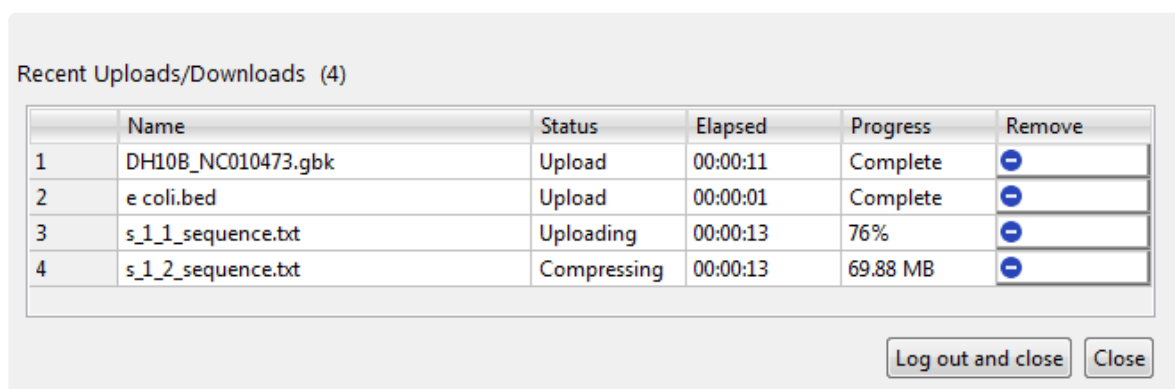 Recent Uploads/Downloads (4)
Name Status Elapsed Progress Remove
1 DH10B_NC010473.gbk Upload 00:00:11 Complete
2 e coli.bed Upload 00:00:01 Complete
3 s_1_1_sequence.txt Uploading 00:00:13 76%
4 s_1_2_sequence.txt Compressing 00:00:13 69.88 MB
Log out and close Close